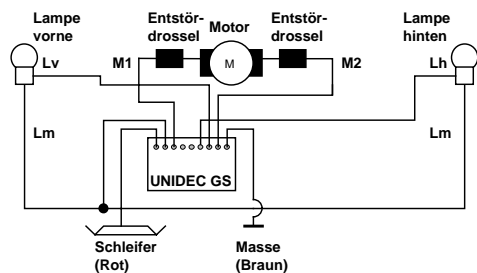 Lampe
vorne
Entstör-
drossel
Motor
Entstör-
drossel
Lampe
hinten
Lv
M1
M
M2
Lh
Lm
Lm
UNIDEC GS
Schleifer
(Rot)
Masse
(Braun)